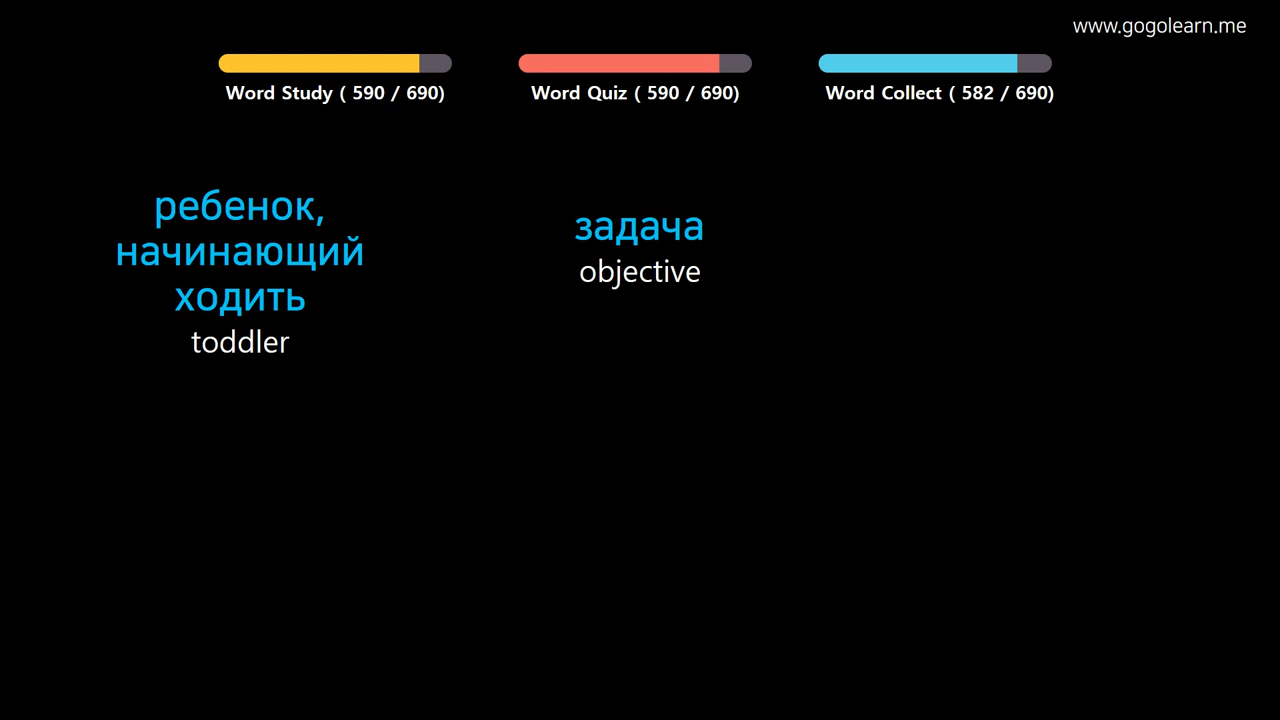 www.gogolearn.me
Word Study ( 590 / 690)
Word Quiz ( 590 / 690)
Word Collect ( 582 / 690)
ребенок,
начинающий
ходить
toddler
задача
objective